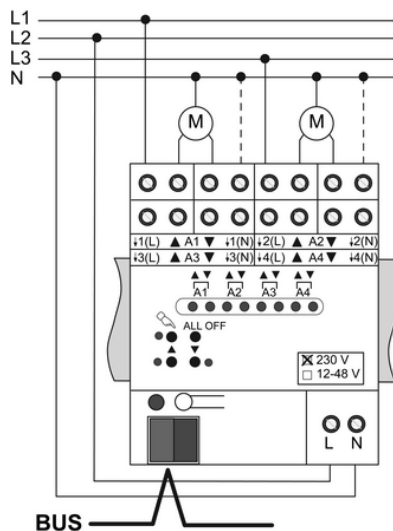 L1
L2
L3
N
M M
↓1(L) ▲ A1 ▼ ↓1(N) ↓2(L) ▲ A2 ▼ ↓2(N)
↓3(L) ▲ A3 ▼ ↓3(N) ↓4(L) ▲ A4 ▼ ↓4(N)
▲ ▼ ▲ ▼ ▲ ▼ ▲ ▼
A1 A2 A3 A4
ALL OFF
▲ ▼
☒ 230 V
☐ 12-48 V
L N
BUS